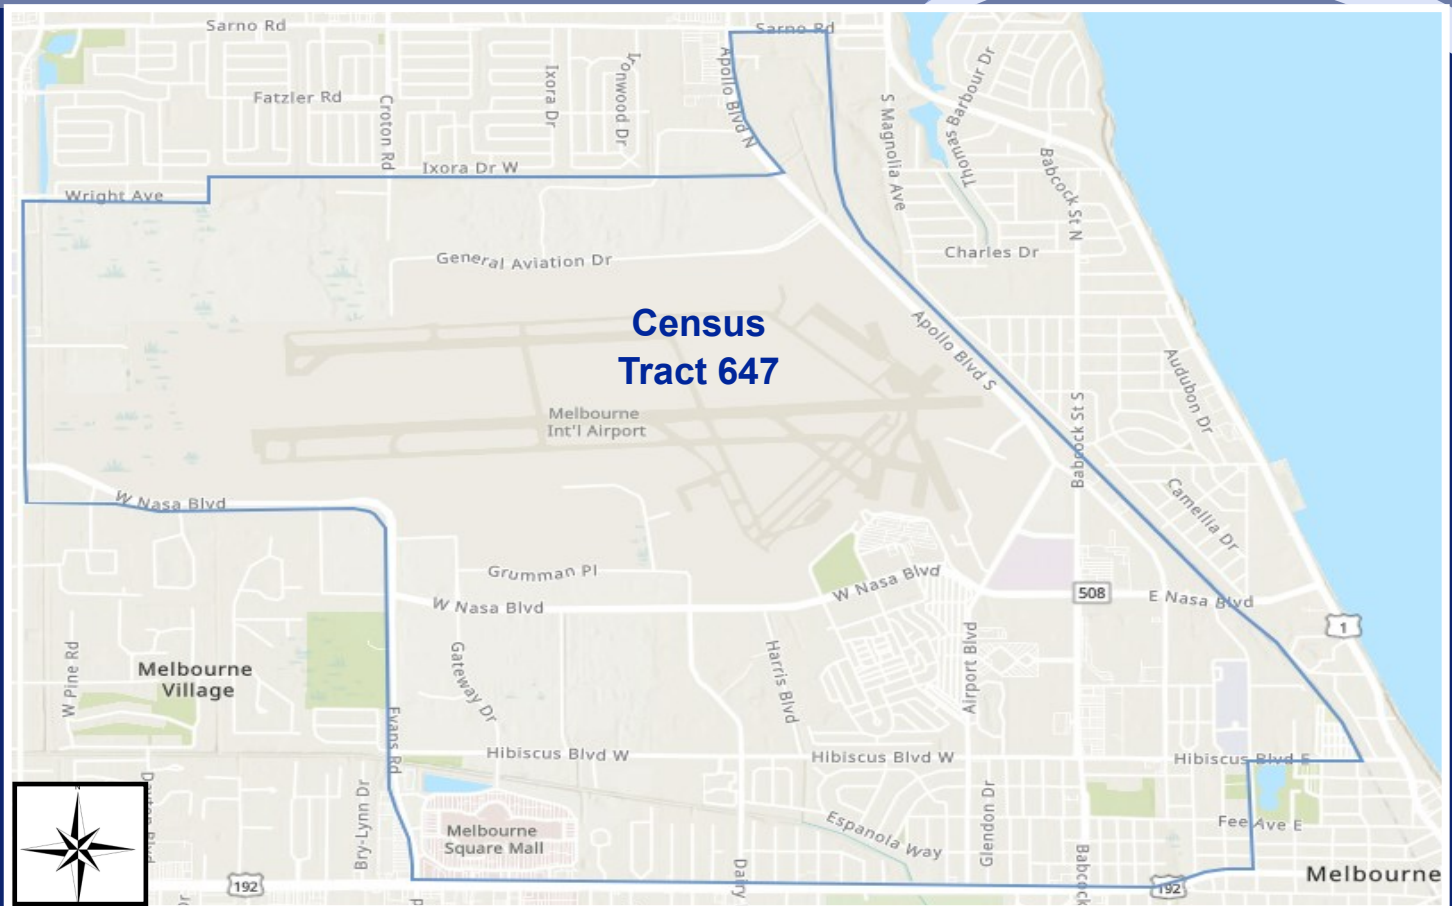 Sarno Rd
Sarno Rd
Fatzler Rd
Croton Rd
Ixora Dr
Ironwood Dr
Apollo Blvd N
S Magnolia Ave
Thomas Barbour Dr
Babcock St N
Ixora Dr W
Wright Ave
Charles Dr
General Aviation Dr
Census
Tract 647
Apollo Blvd S
Audubon Dr
Melbourne
Int'l Airport
Babcock St S
Camellia Dr
W Nasa Blvd
Grumman Pl
W Nasa Blvd
W Nasa Blvd
508
E Nasa Blvd
1
W Pine Rd
Melbourne
Village
Gateway Dr
Harris Blvd
Airport Blvd
Evans Rd
Hibiscus Blvd W
Hibiscus Blvd W
Hibiscus Blvd E
Bry-Lynn Dr
Melbourne
Square Mall
Espanola Way
Glendon Dr
Fee Ave E
Dairy
Babcock
192
192
Melbourne
N